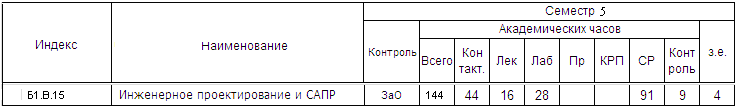 Семестр 5
Индекс Наименование Академических часов з.е.
Контроль Всего Кон такт. Лек Лаб Пр КРП СР Конт роль
Б1.В.15 Инженерное проектирование и САПР ЗаО 144 44 16 28 91 9 4